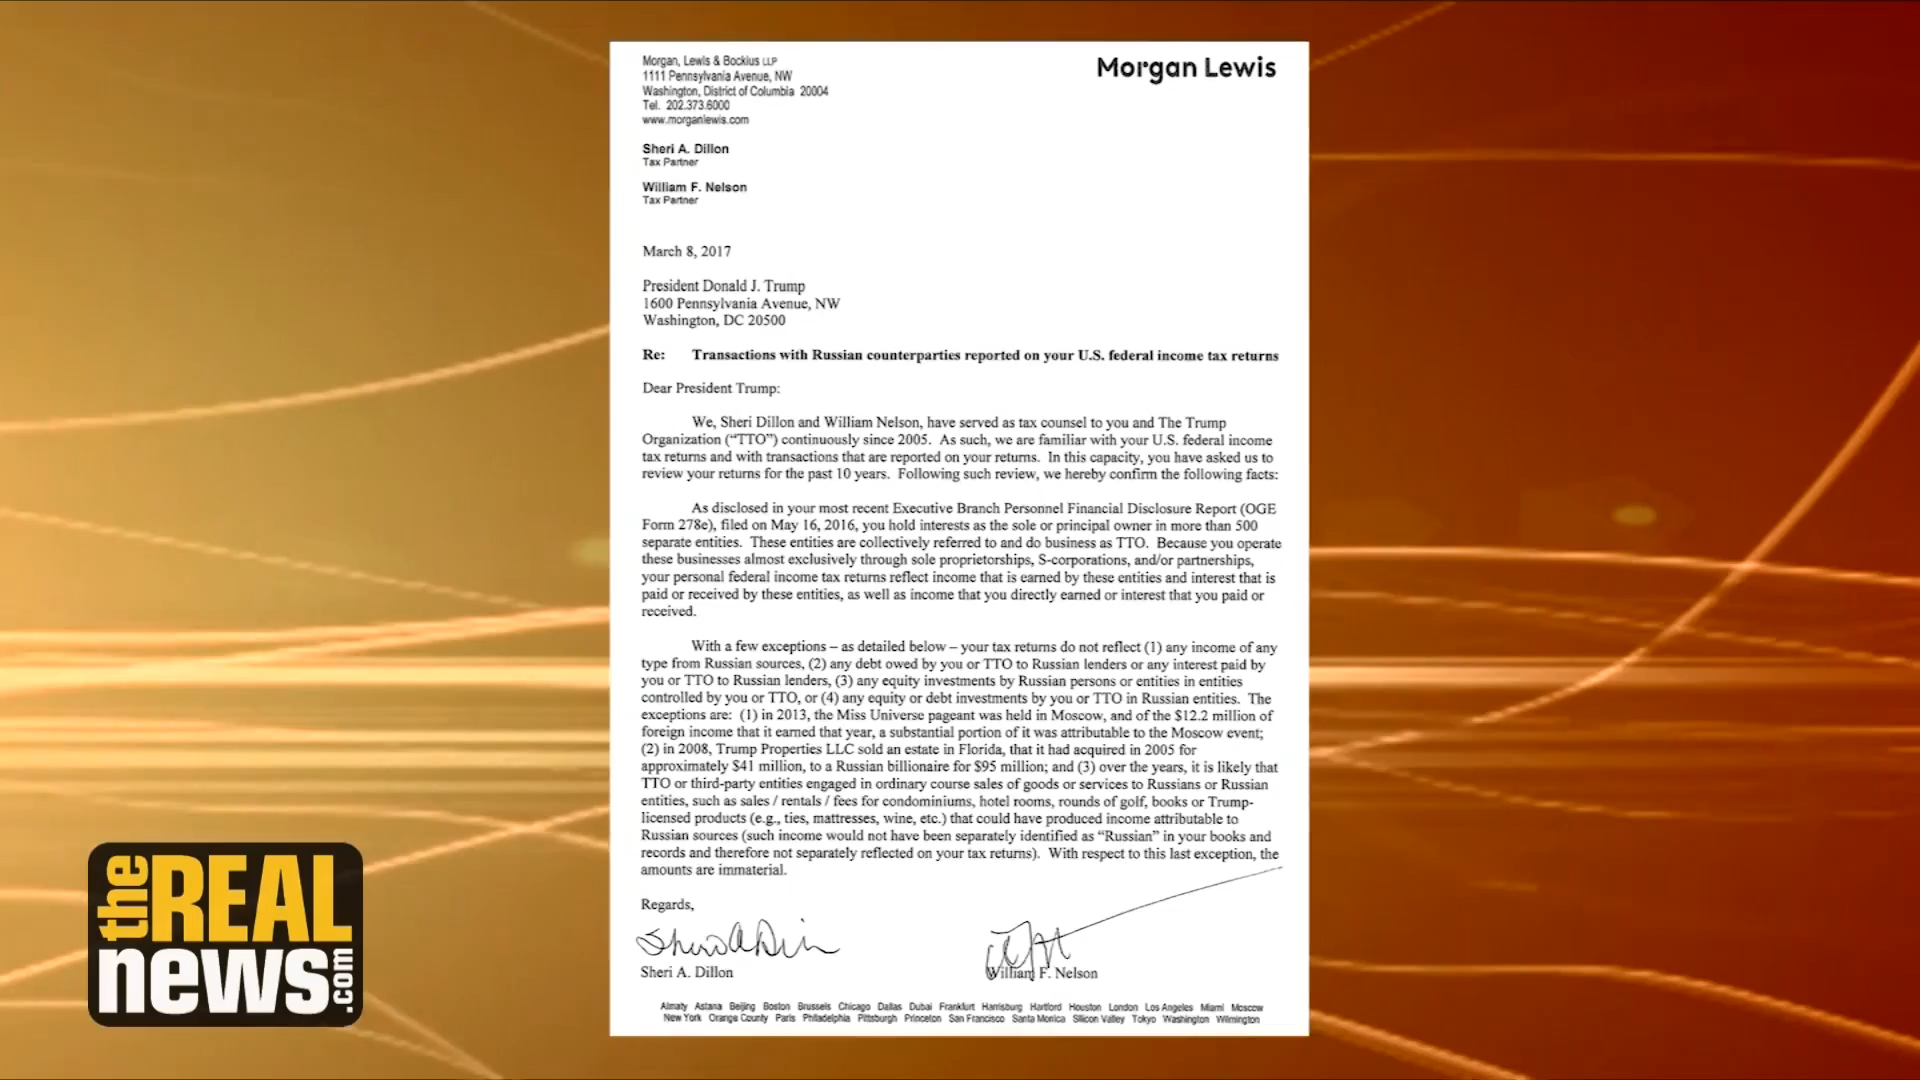 Morgan, Lewis & Bockius LLP
1111 Pennsylvania Avenue, NW
Washington, District of Columbia 20004
Tel. 202.373.6000
www.morganlewis.com
Morgan Lewis
Sheri A. Dillon
Tax Partner
William F. Nelson
Tax Partner
March 8, 2017
President Donald J. Trump
1600 Pennsylvania Avenue, NW
Washington, DC 20500
Re: Transactions with Russian counterparties reported on your U.S. federal income tax returns
Dear President Trump:
We, Sheri Dillon and William Nelson, have served as tax counsel to you and The Trump
Organization (“TTO”) continuously since 2005. As such, we are familiar with your U.S. federal income
tax returns and with transactions that are reported on your returns. In this capacity, you have asked us to
review your returns for the past 10 years. Following such review, we hereby confirm the following facts:
As disclosed in your most recent Executive Branch Personnel Financial Disclosure Report (OGE
Form 278e), filed on May 16, 2016, you hold interests as the sole or principal owner in more than 500
separate entities. These entities are collectively referred to and do business as TTO. Because you operate
these businesses almost exclusively through sole proprietorships, S-corporations, and/or partnerships,
your personal federal income tax returns reflect income that is earned by these entities and interest that is
paid or received by these entities, as well as income that you directly earned or interest that you paid or
received.
With a few exceptions – as detailed below – your tax returns do not reflect (1) any income of any
type from Russian sources, (2) any debt owed by you or TTO to Russian lenders or any interest paid by
you or TTO to Russian lenders, (3) any equity investments by Russian persons or entities in entities
controlled by you or TTO, or (4) any equity or debt investments by you or TTO in Russian entities. The
exceptions are: (1) in 2013, the Miss Universe pageant was held in Moscow, and of the $12.2 million of
foreign income that it earned that year, a substantial portion of it was attributable to the Moscow event;
(2) in 2008, Trump Properties LLC sold an estate in Florida, that it had acquired in 2005 for
approximately $41 million, to a Russian billionaire for $95 million; and (3) over the years, it is likely that
TTO or third-party entities engaged in ordinary course sales of goods or services to Russians or Russian
entities, such as sales / rentals / fees for condominiums, hotel rooms, rounds of golf, books or Trump-
licensed products (e.g., ties, mattresses, wine, etc.) that could have produced income attributable to
Russian sources (such income would not have been separately identified as “Russian” in your books and
records and therefore not separately reflected on your tax returns). With respect to this last exception, the
amounts are immaterial.
Regards,
Sheri A. Dillon
William F. Nelson
Almaty Astana Beijing Boston Brussels Chicago Dallas Dubai Frankfurt Harrisburg Hartford Houston London Los Angeles Miami Moscow
New York Orange County Paris Philadelphia Pittsburgh Princeton San Francisco Santa Monica Silicon Valley Tokyo Washington Wilmington
the REAL
news.com